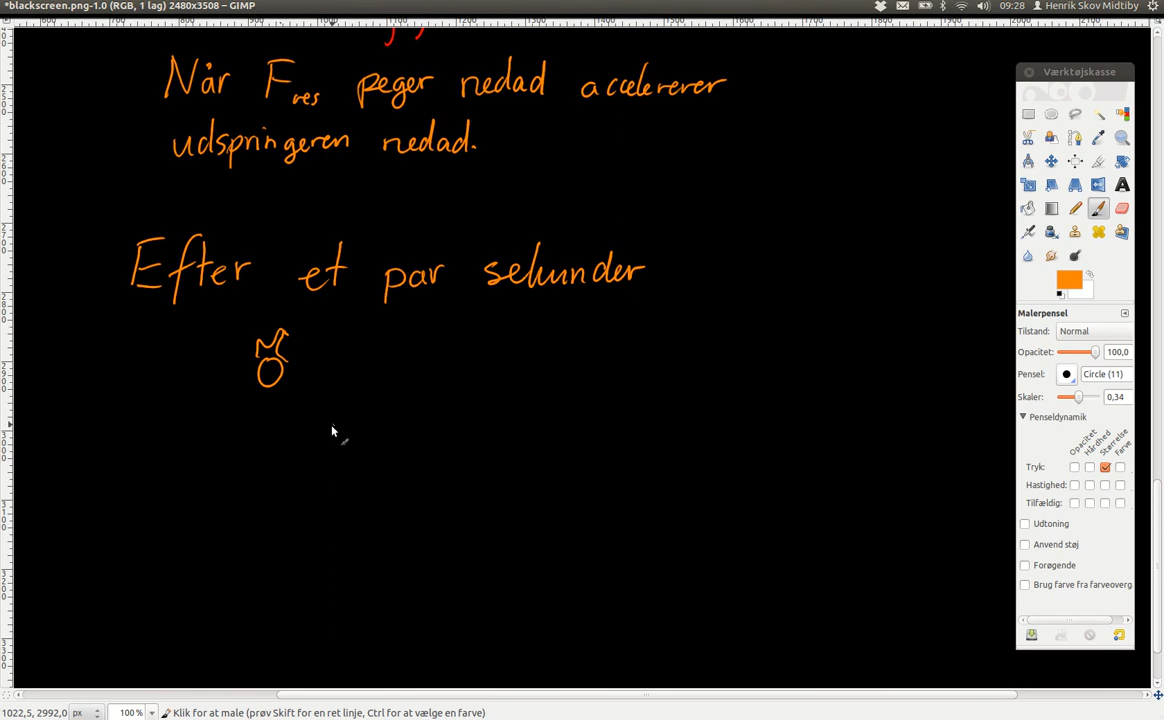 *blackscreen.png-1.0 (RGB, 1 lag) 2480x3508 – GIMP
09:28 Henrik Skov Midtiby
Når Fres peger nedad accelererer
udspringeren nedad.
Efter et par sekunder
Værktøjskasse
Malerpensel
Tilstand: Normal
Opacitet: 100,0
Pensel: Circle (11)
Skaler: 0,34
Penseldynamik
Opacitet Hårdhed Størrelse Farve
Tryk:
Hastighed:
Tilfældig:
Udtoning
Anvend støj
Forøgende
Brug farve fra farveoverg
1022,5, 2992,0 px 100 % Klik for at male (prøv Skift for en ret linje, Ctrl for at vælge en farve)